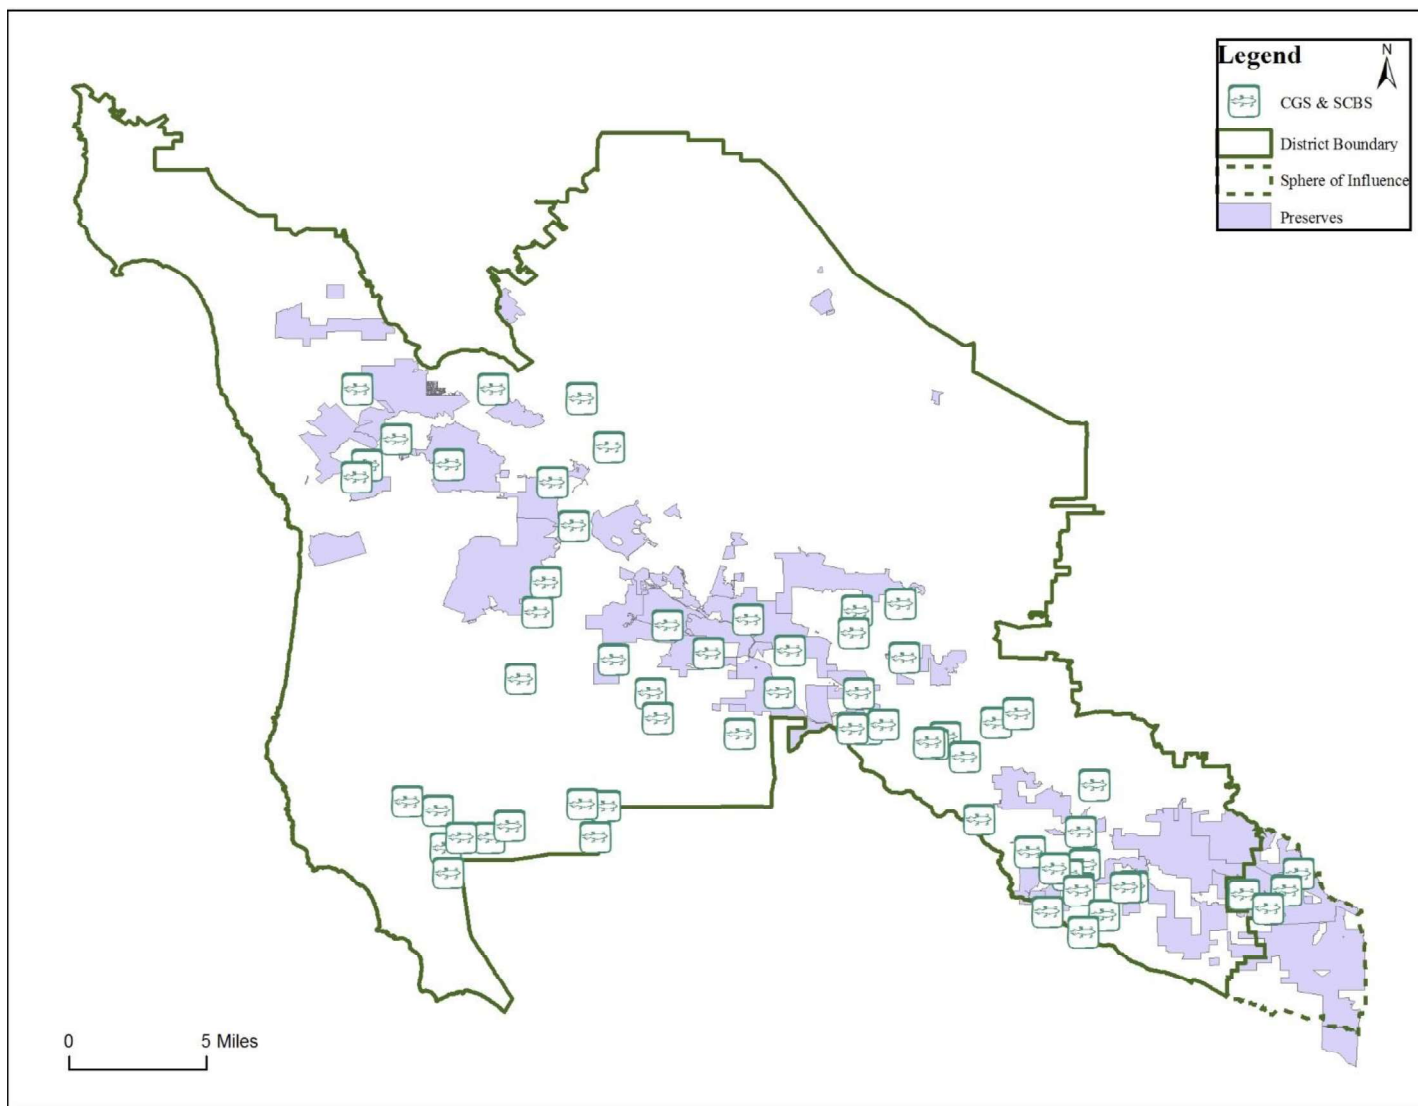 Legend
N
CGS & SCBS
District Boundary
Sphere of Influence
Preserves
0 5 Miles